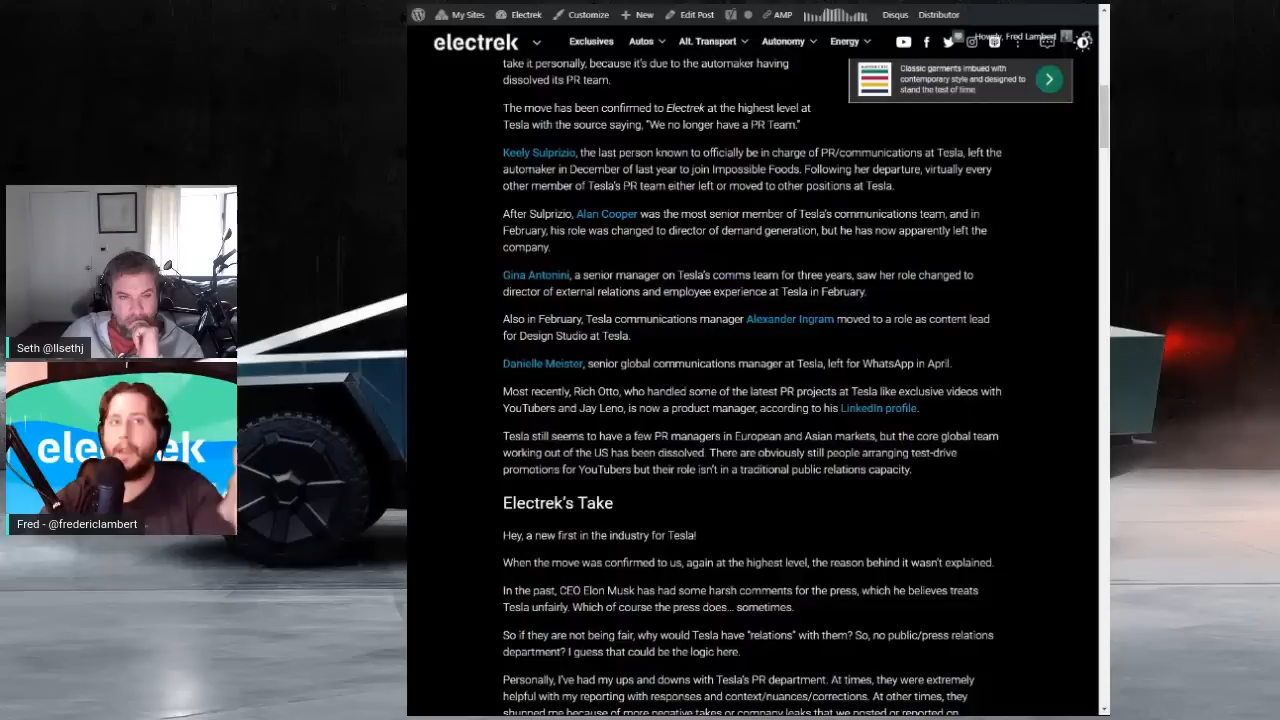 My Sites
Electrek
Customize
New
Edit Post
AMP
Disqus
Distributor
electrek
Exclusives
Autos
Alt. Transport
Autonomy
Energy
Howdy, Fred Lambert
take it personally, because it's due to the automaker having
dissolved its PR team.
Classic garments imbued with
contemporary style and designed to
stand the test of time.
The move has been confirmed to Electrek at the highest level at
Tesla with the source saying, "We no longer have a PR Team."
Keely Sulprizio, the last person known to officially be in charge of PR/communications at Tesla, left the
automaker in December of last year to join Impossible Foods. Following her departure, virtually every
other member of Tesla's PR team either left or moved to other positions at Tesla.
After Sulprizio, Alan Cooper was the most senior member of Tesla's communications team, and in
February, his role was changed to director of demand generation, but he has now apparently left the
company.
Gina Antonini, a senior manager on Tesla's comms team for three years, saw her role changed to
director of external relations and employee experience at Tesla in February.
Also in February, Tesla communications manager Alexander Ingram moved to a role as content lead
for Design Studio at Tesla.
Danielle Meister, senior global communications manager at Tesla, left for WhatsApp in April.
Most recently, Rich Otto, who handled some of the latest PR projects at Tesla like exclusive videos with
YouTubers and Jay Leno, is now a product manager, according to his LinkedIn profile.
Tesla still seems to have a few PR managers in European and Asian markets, but the core global team
working out of the US has been dissolved. There are obviously still people arranging test-drive
promotions for YouTubers but their role isn't in a traditional public relations capacity.
Electrek's Take
Hey, a new first in the industry for Tesla!
When the move was confirmed to us, again at the highest level, the reason behind it wasn't explained.
In the past, CEO Elon Musk has had some harsh comments for the press, which he believes treats
Tesla unfairly. Which of course the press does… sometimes.
So if they are not being fair, why would Tesla have "relations" with them? So, no public/press relations
department? I guess that could be the logic here.
Personally, I've had my ups and downs with Tesla's PR department. At times, they were extremely
helpful with my reporting with responses and context/nuances/corrections. At other times, they
shunned me because of more negative takes or company leaks that we posted or reported on
Seth @llsethj
Fred - @fredericlambert